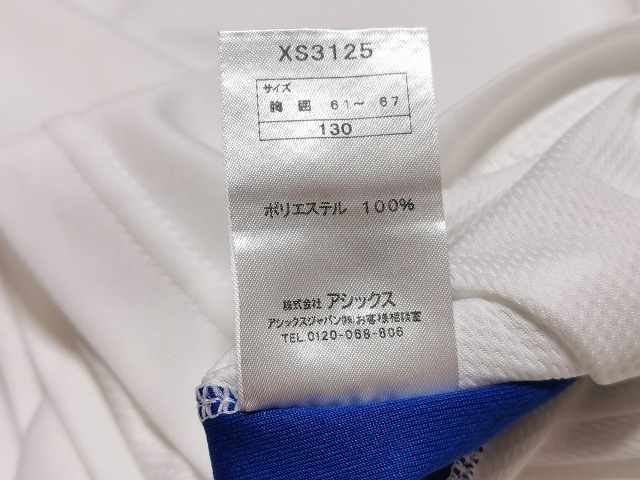 XS3125
サイズ
胸 囲 61～ 67
130
ポリエステル 100%
株式会社 アシックス
アシックスジャパン㈱お客様相談室
TEL.0120-068-806